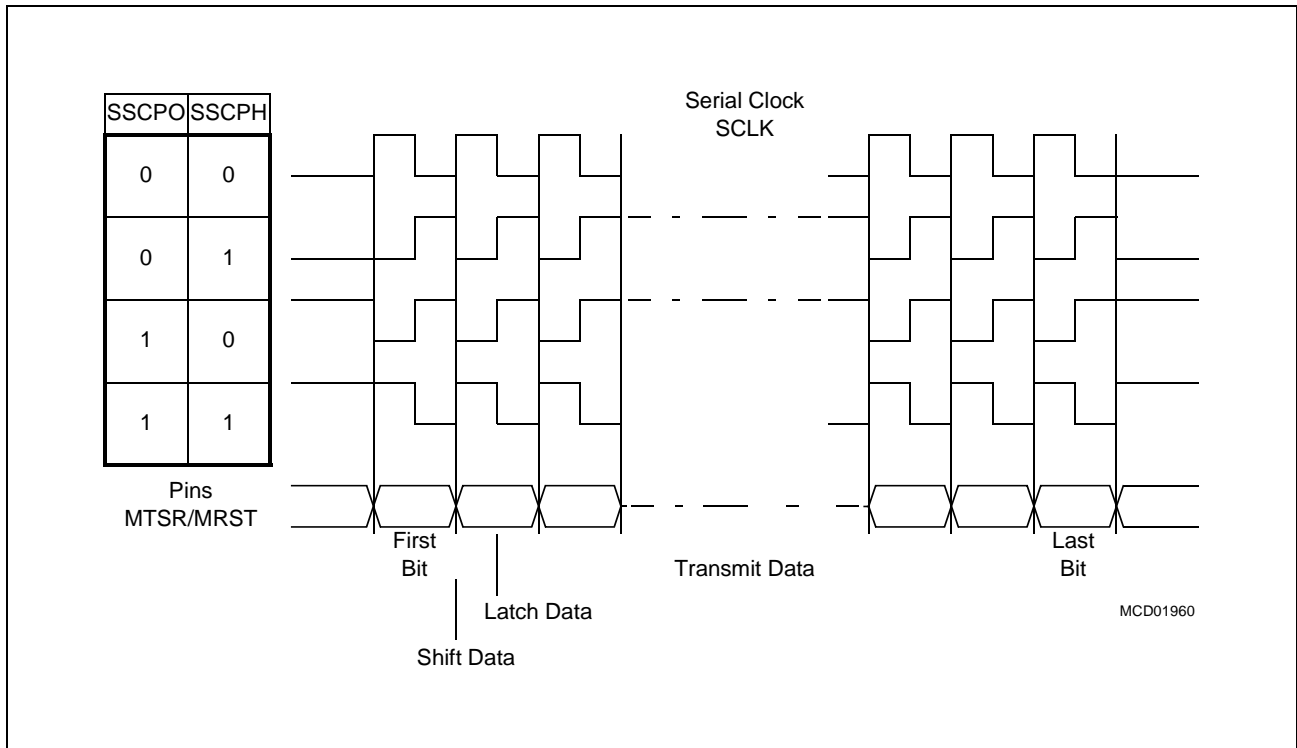 SSCPO SSCPH
Serial Clock
SCLK
0 0
0 1
1 0
1 1
Pins
MTSR/MRST
First
Bit
Last
Bit
Transmit Data
Latch Data
MCD01960
Shift Data